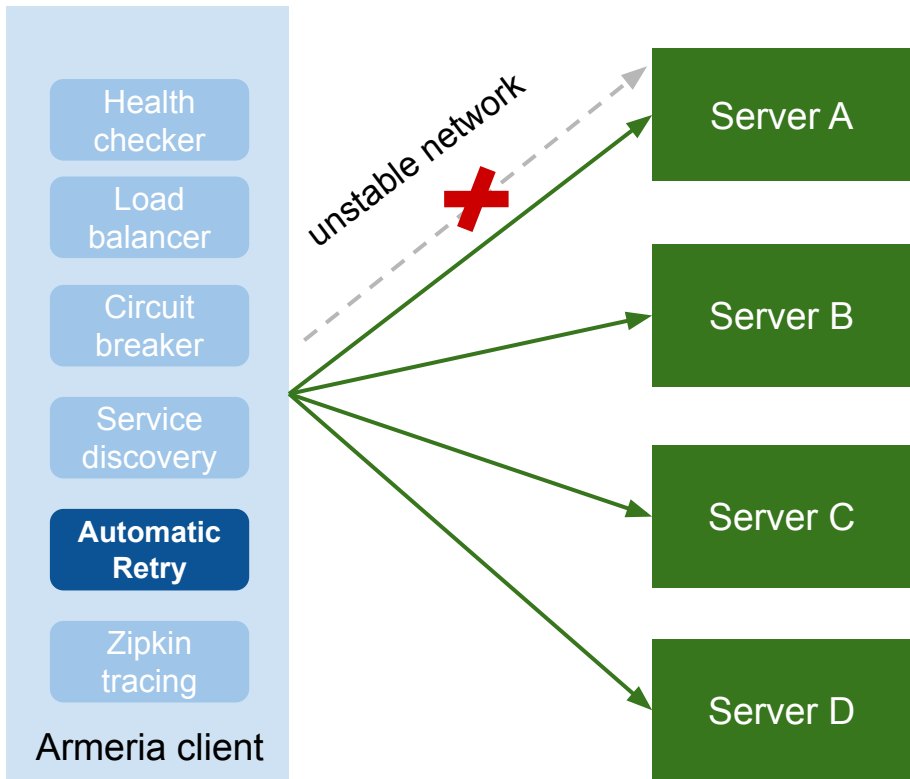 Health
checker
Load
balancer
Circuit
breaker
Service
discovery
Automatic
Retry
Zipkin
tracing
Armeria client
unstable network
Server A
Server B
Server C
Server D